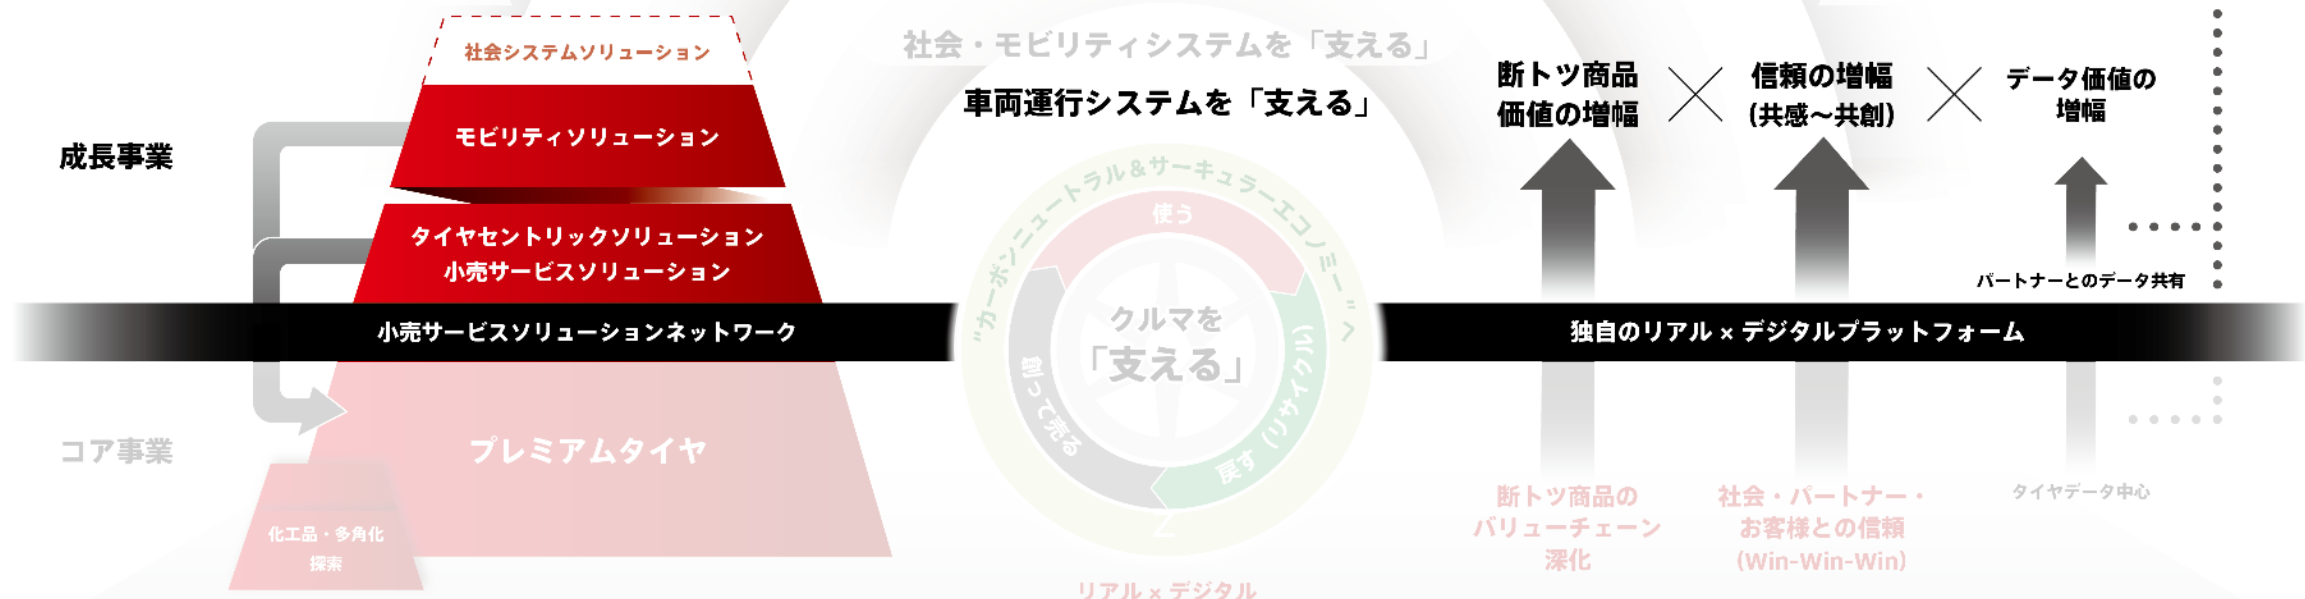 社会システムソリューション
モビリティソリューション
成長事業
タイヤセントリックソリューション
小売サービスソリューション
小売サービスソリューションネットワーク
コア事業
プレミアムタイヤ
化工品・多角化
探索
社会・モビリティシステムを「支える」
車両運行システムを「支える」
"カーボンニュートラル&サーキュラーエコノミー"へ
使う
創って売る
戻す（リサイクル）
クルマを
「支える」
リアル×デジタル
断トツ商品
価値の増幅
信頼の増幅
(共感～共創)
データ価値の
増幅
パートナーとのデータ共有
独自のリアル×デジタルプラットフォーム
断トツ商品の
バリューチェーン
深化
社会・パートナー・
お客様との信頼
(Win-Win-Win)
タイヤデータ中心